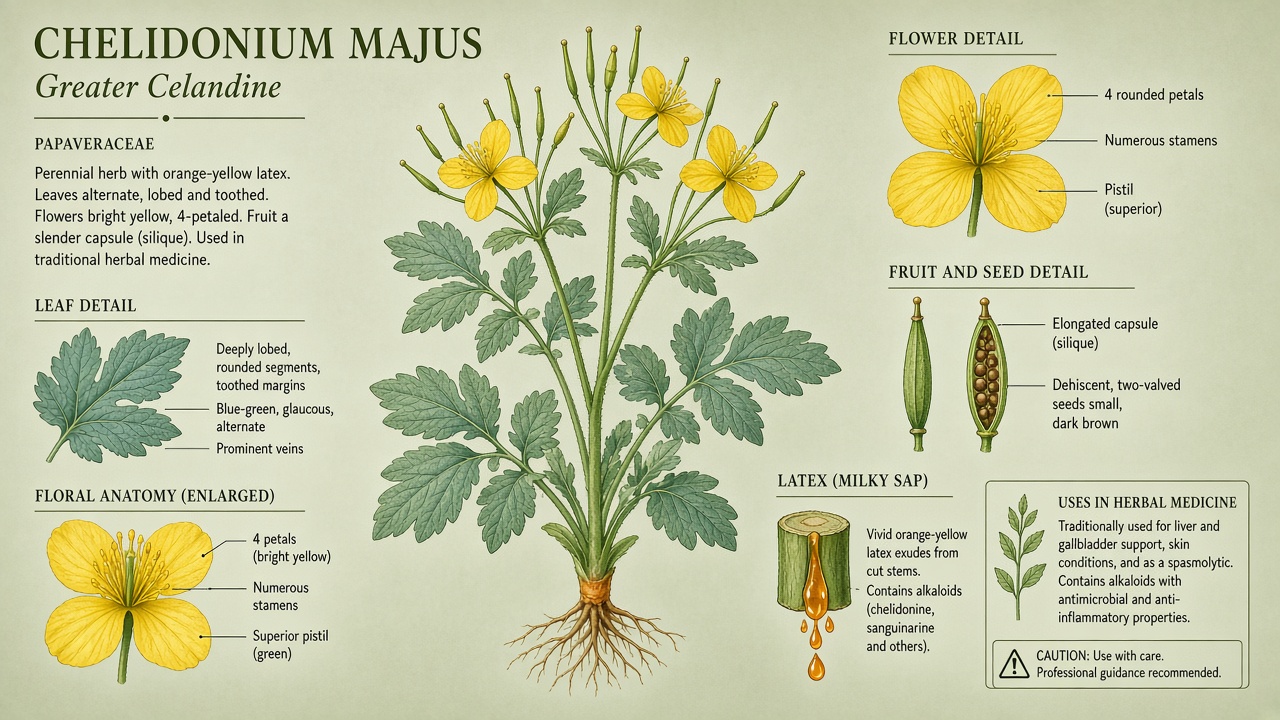 CHELIDONIUM MAJUS
Greater Celandine
PAPAVERACEAE
Perennial herb with orange-yellow latex.
Leaves alternate, lobed and toothed.
Flowers bright yellow, 4-petaled. Fruit a
slender capsule (silique). Used in
traditional herbal medicine.
LEAF DETAIL
Deeply lobed,
rounded segments,
toothed margins
Blue-green, glaucous,
alternate
Prominent veins
FLORAL ANATOMY (ENLARGED)
4 petals
(bright yellow)
Numerous
stamens
Superior pistil
(green)
FLOWER DETAIL
4 rounded petals
Numerous stamens
Pistil
(superior)
FRUIT AND SEED DETAIL
Elongated capsule
(silique)
Dehiscent, two-valved
seeds small,
dark brown
LATEX (MILKY SAP)
Vivid orange-yellow
latex exudes from
cut stems.
Contains alkaloids
(chelidonine,
sanguinarine
and others).
USES IN HERBAL MEDICINE
Traditionally used for liver and
gallbladder support, skin
conditions, and as a spasmolytic.
Contains alkaloids with
antimicrobial and anti-
inflammatory properties.
CAUTION: Use with care.
Professional guidance recommended.